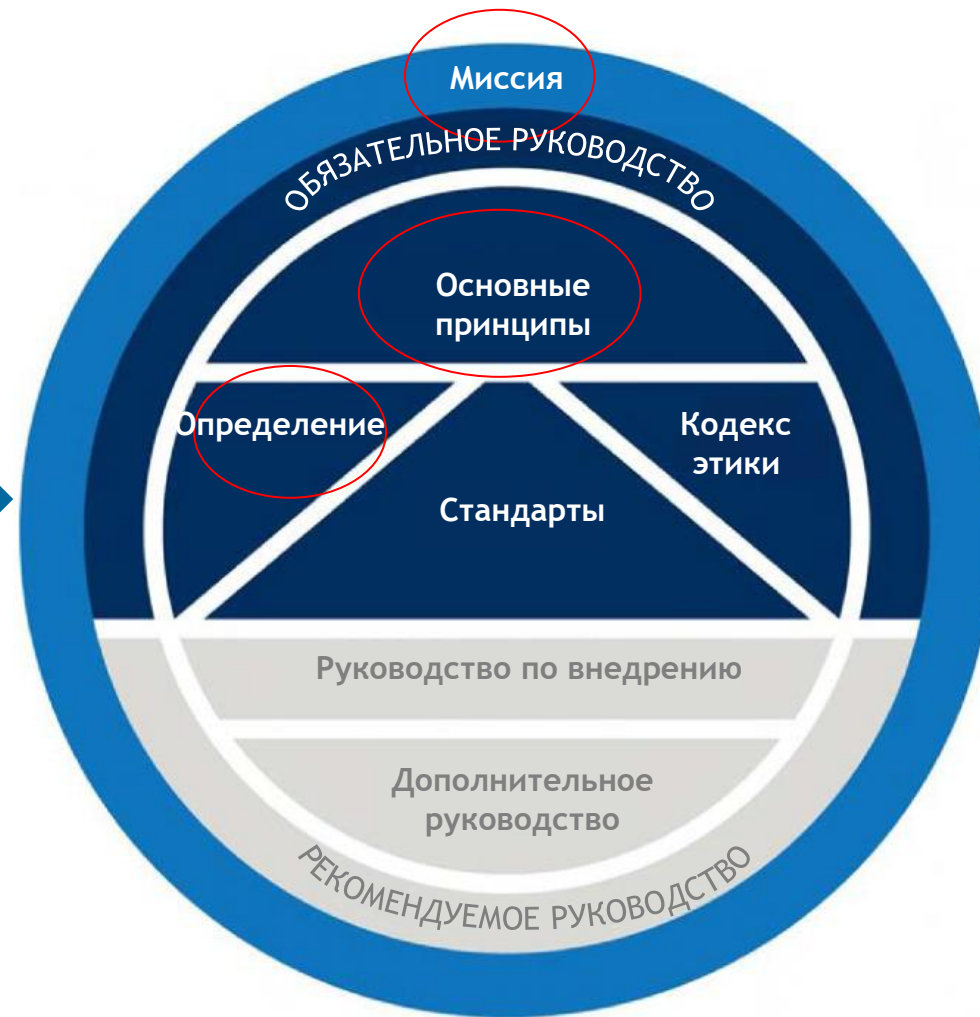 Миссия
ОБЯЗАТЕЛЬНОЕ РУКОВОДСТВО
Основные
принципы
Определение
Кодекс
этики
Стандарты
Руководство по внедрению
Дополнительное
руководство
РЕКОМЕНДУЕМОЕ РУКОВОДСТВО